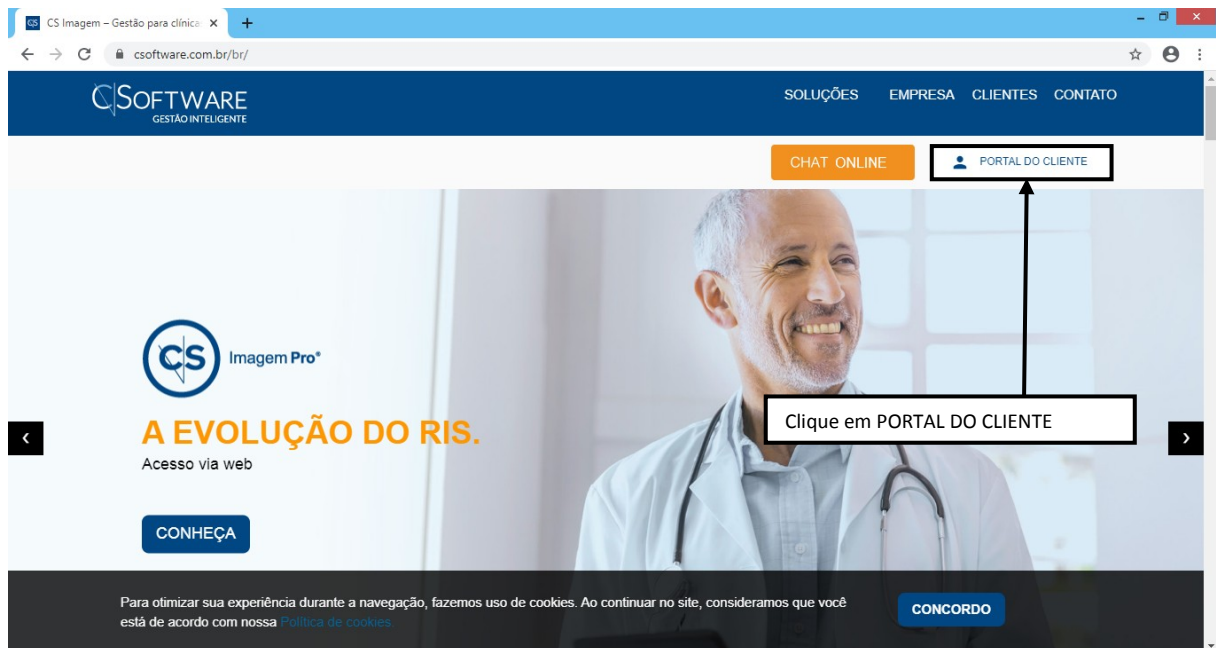 CS Imagem – Gestão para clínica
csoftware.com.br/br/
CSOFTWARE
GESTÃO INTELIGENTE
SOLUÇÕES EMPRESA CLIENTES CONTATO
CHAT ONLINE
PORTAL DO CLIENTE
CS Imagem Pro®
Clique em PORTAL DO CLIENTE
A EVOLUÇÃO DO RIS.
Acesso via web
CONHEÇA
Para otimizar sua experiência durante a navegação, fazemos uso de cookies. Ao continuar no site, consideramos que você
está de acordo com nossa Política de cookies.
CONCORDO